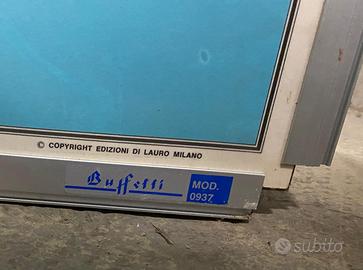 © COPYRIGHT EDIZIONI DI LAURO MILANO
Buffetti
MOD.
0937
subito